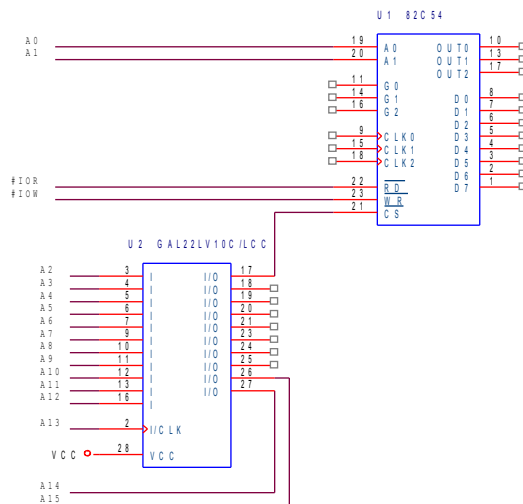 U1 82C54
A0 19 A0 OUT0 10
A1 20 A1 OUT1 13
OUT2 17
11 G0
14 G1 D0 8
16 G2 D1 7
D2 6
9 CLK0 D3 5
15 CLK1 D4 4
18 CLK2 D5 3
D6 2
#IOR 22 RD D7 1
#IOW 23 WR
21 CS
U2 GAL22LV10C/LCC
A2 3 I I/O 17
A3 4 I I/O 18
A4 5 I I/O 19
A5 6 I I/O 20
A6 7 I I/O 21
A7 9 I I/O 23
A8 10 I I/O 24
A9 11 I I/O 25
A10 12 I I/O 26
A11 13 I I/O 27
A12 16 I
A13 2 I/CLK
VCC 28 VCC
A14
A15